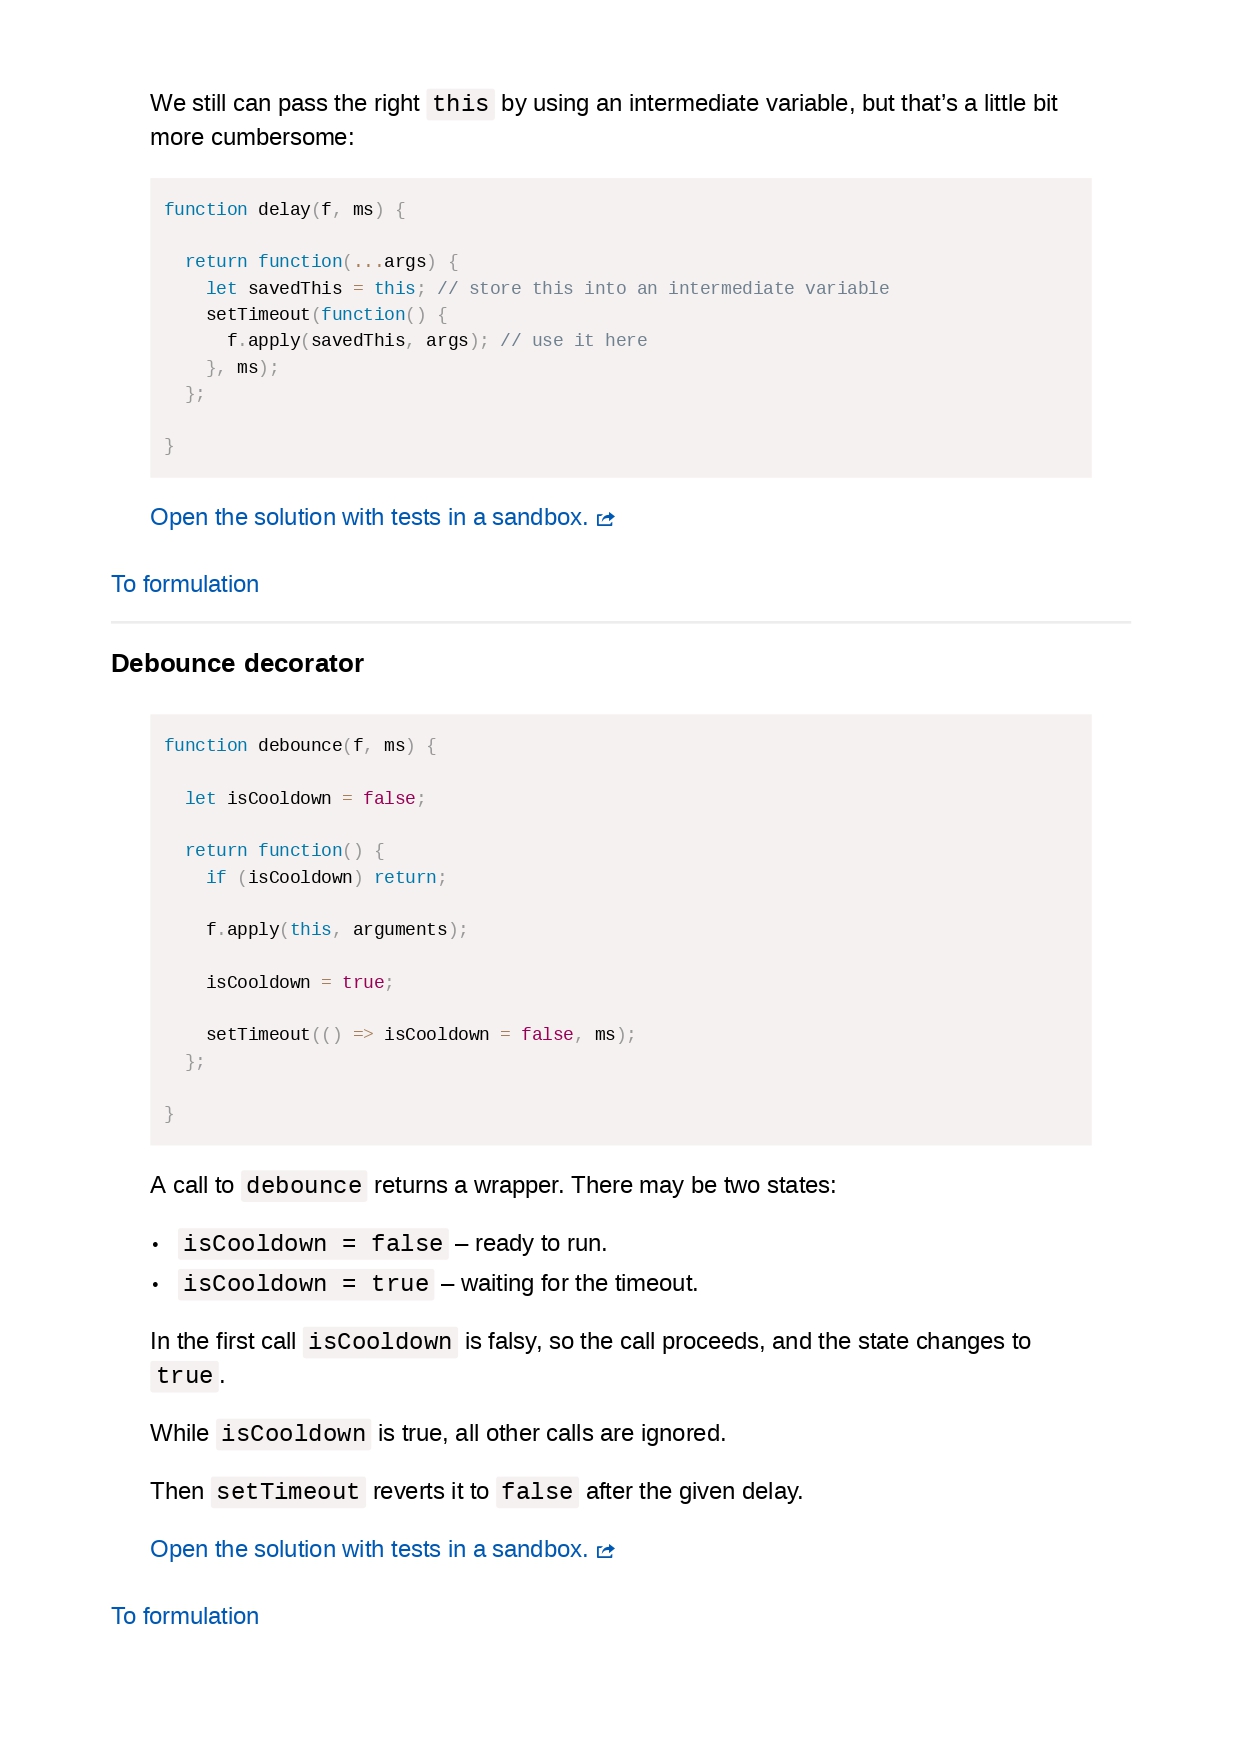 We still can pass the right this by using an intermediate variable, but that’s a little bit
more cumbersome:
function delay(f, ms) {
  return function(...args) {
    let savedThis = this; // store this into an intermediate variable
    setTimeout(function() {
      f.apply(savedThis, args); // use it here
    }, ms);
  };
}
Open the solution with tests in a sandbox.
To formulation
Debounce decorator
function debounce(f, ms) {
  let isCooldown = false;
  return function() {
    if (isCooldown) return;
    f.apply(this, arguments);
    isCooldown = true;
    setTimeout(() => isCooldown = false, ms);
  };
}
A call to debounce returns a wrapper. There may be two states:
• isCooldown = false – ready to run.
• isCooldown = true – waiting for the timeout.
In the first call isCooldown is falsy, so the call proceeds, and the state changes to
true.
While isCooldown is true, all other calls are ignored.
Then setTimeout reverts it to false after the given delay.
Open the solution with tests in a sandbox.
To formulation